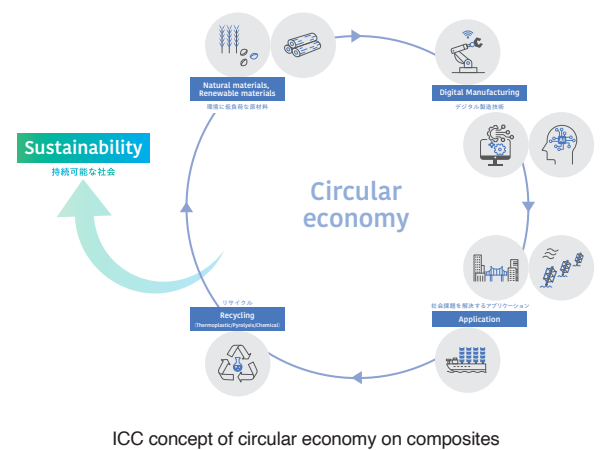 Natural materials,
Renewable materials
環境に低負荷な原材料
Digital Manufacturing
デジタル製造技術
Sustainability
持続可能な社会
Circular
economy
リサイクル
Recycling
(Thermoplastic/Pyrolysis/Chemical)
社会課題を解決するアプリケーション
Application
ICC concept of circular economy on composites